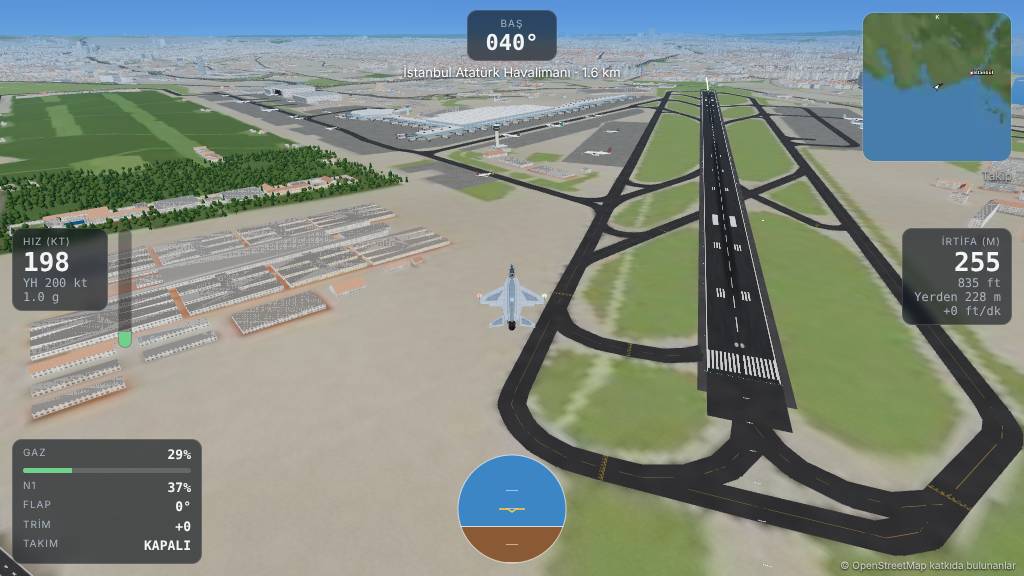 BAŞ
040°
İstanbul Atatürk Havalimanı · 1.6 km
K
İstanbul
Takip
HIZ (KT)
198
YH 200 kt
1.0 g
İRTİFA (M)
255
835 ft
Yerden 228 m
+0 ft/dk
GAZ 29%
N1 37%
FLAP 0°
TRİM +0
TAKIM KAPALI
© OpenStreetMap katkıda bulunanlar